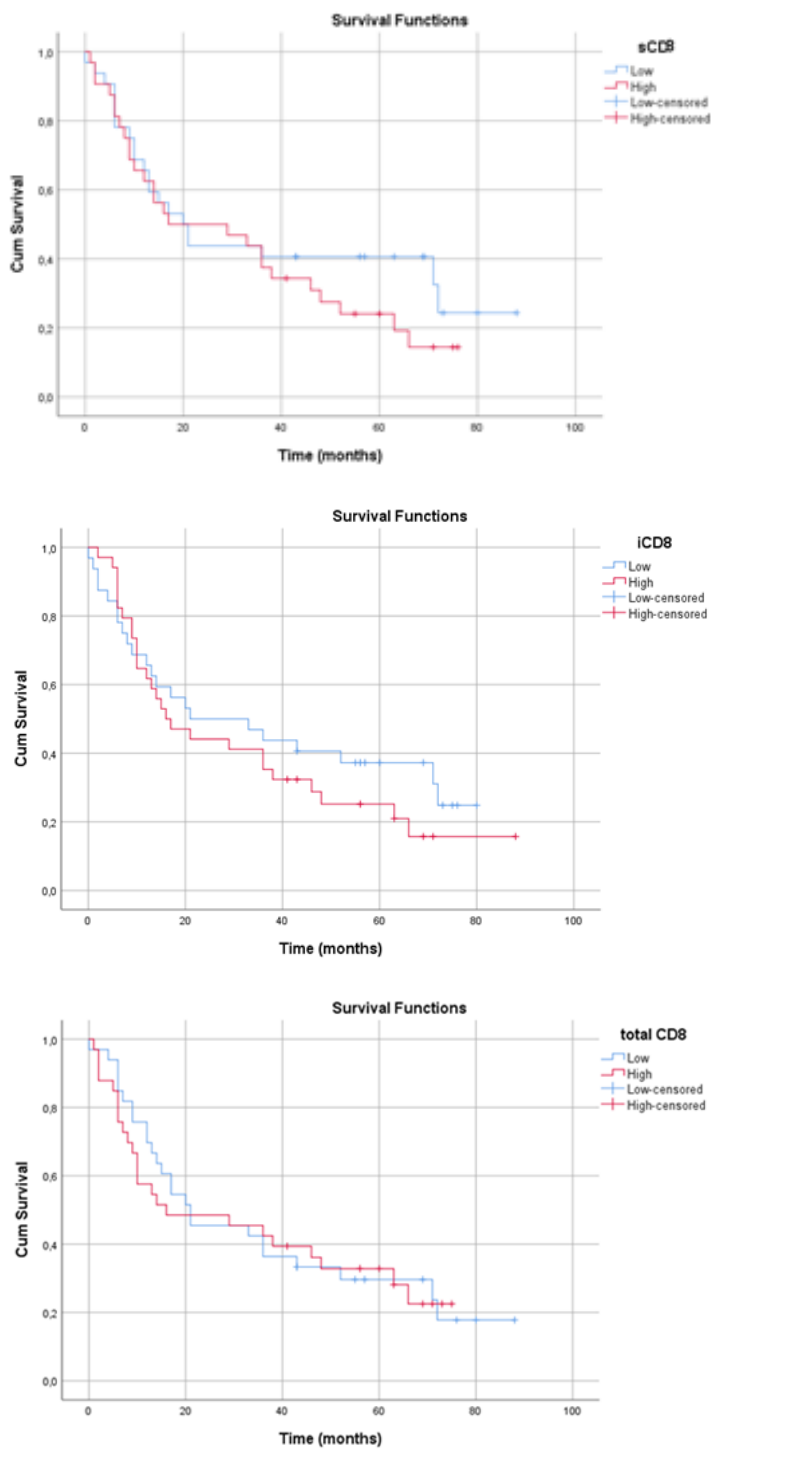 Survival Functions
sCD8
Low
High
Low-censored
High-censored
1,0
0,8
0,6
0,4
0,2
0,0
Cum Survival
0 20 40 60 80 100
Time (months)
Survival Functions
iCD8
Low
High
Low-censored
High-censored
1,0
0,8
0,6
0,4
0,2
0,0
Cum Survival
0 20 40 60 80 100
Time (months)
Survival Functions
total CD8
Low
High
Low-censored
High-censored
1,0
0,8
0,6
0,4
0,2
0,0
Cum Survival
0 20 40 60 80 100
Time (months)